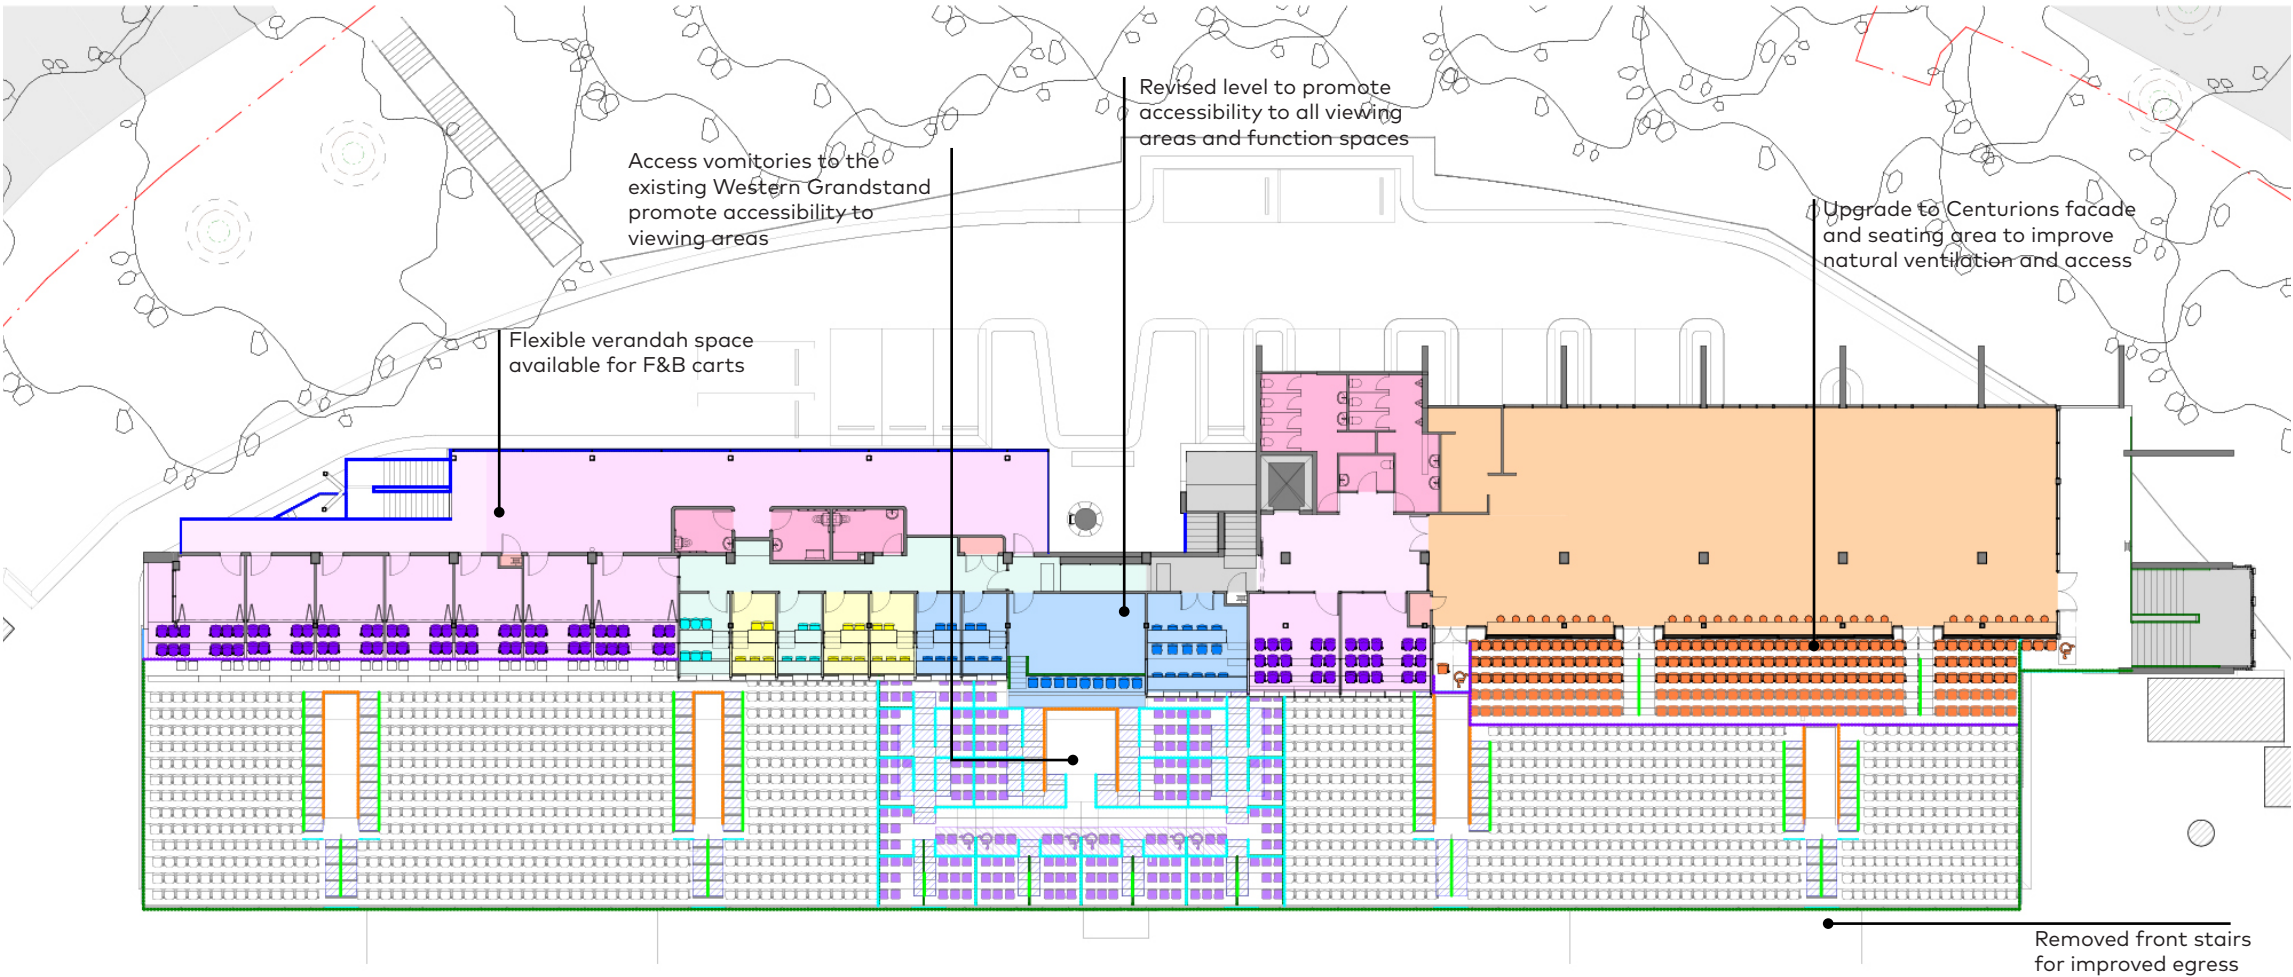 Revised level to promote
accessibility to all viewing
areas and function spaces
Access vomitories to the
existing Western Grandstand
promote accessibility to
viewing areas
Upgrade to Centurions facade
and seating area to improve
natural ventilation and access
Flexible verandah space
available for F&B carts
Removed front stairs
for improved egress